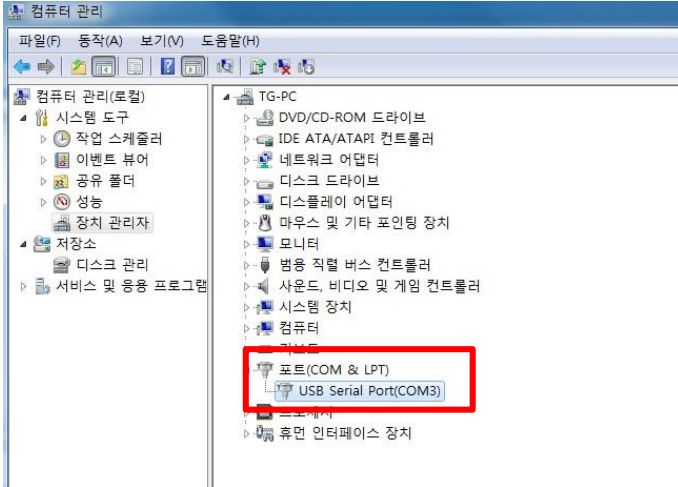 컴퓨터 관리
파일(F) 동작(A) 보기(V) 도움말(H)
컴퓨터 관리(로컬)
시스템 도구
작업 스케줄러
이벤트 뷰어
공유 폴더
성능
장치 관리자
저장소
디스크 관리
서비스 및 응용 프로그램
TG-PC
DVD/CD-ROM 드라이브
IDE ATA/ATAPI 컨트롤러
네트워크 어댑터
디스크 드라이브
디스플레이 어댑터
마우스 및 기타 포인팅 장치
모니터
범용 직렬 버스 컨트롤러
사운드, 비디오 및 게임 컨트롤러
시스템 장치
컴퓨터
포트(COM & LPT)
USB Serial Port(COM3)
휴먼 인터페이스 장치